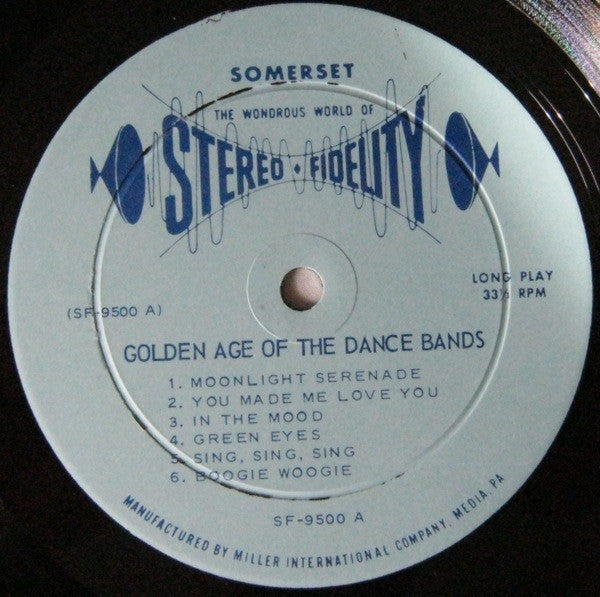 SOMERSET
THE WONDROUS WORLD OF
STEREO • FIDELITY
LONG PLAY
33⅓ RPM
(SF-9500 A)
GOLDEN AGE OF THE DANCE BANDS
1. MOONLIGHT SERENADE
2. YOU MADE ME LOVE YOU
3. IN THE MOOD
4. GREEN EYES
5. SING, SING, SING
6. BOOGIE WOOGIE
SF-9500 A
MANUFACTURED BY MILLER INTERNATIONAL COMPANY, MEDIA, PA